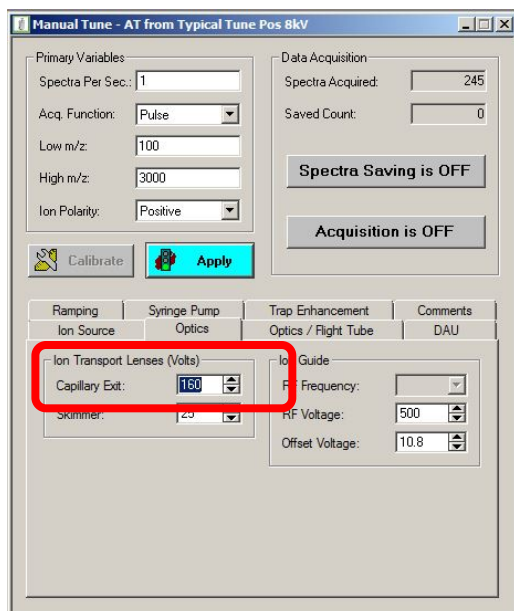 Manual Tune - AT from Typical Tune Pos 8kV
Primary Variables
Spectra Per Sec.: 1
Acq. Function: Pulse
Low m/z: 100
High m/z: 3000
Ion Polarity: Positive
Data Acquisition
Spectra Acquired: 245
Saved Count: 0
Spectra Saving is OFF
Acquisition is OFF
Calibrate
Apply
Ramping Syringe Pump Trap Enhancement Comments
Ion Source Optics Optics / Flight Tube DAU
Ion Transport Lenses (Volts)
Capillary Exit: 160
Skimmer: 25
Guide
Frequency:
RF Voltage: 500
Offset Voltage: 10.8